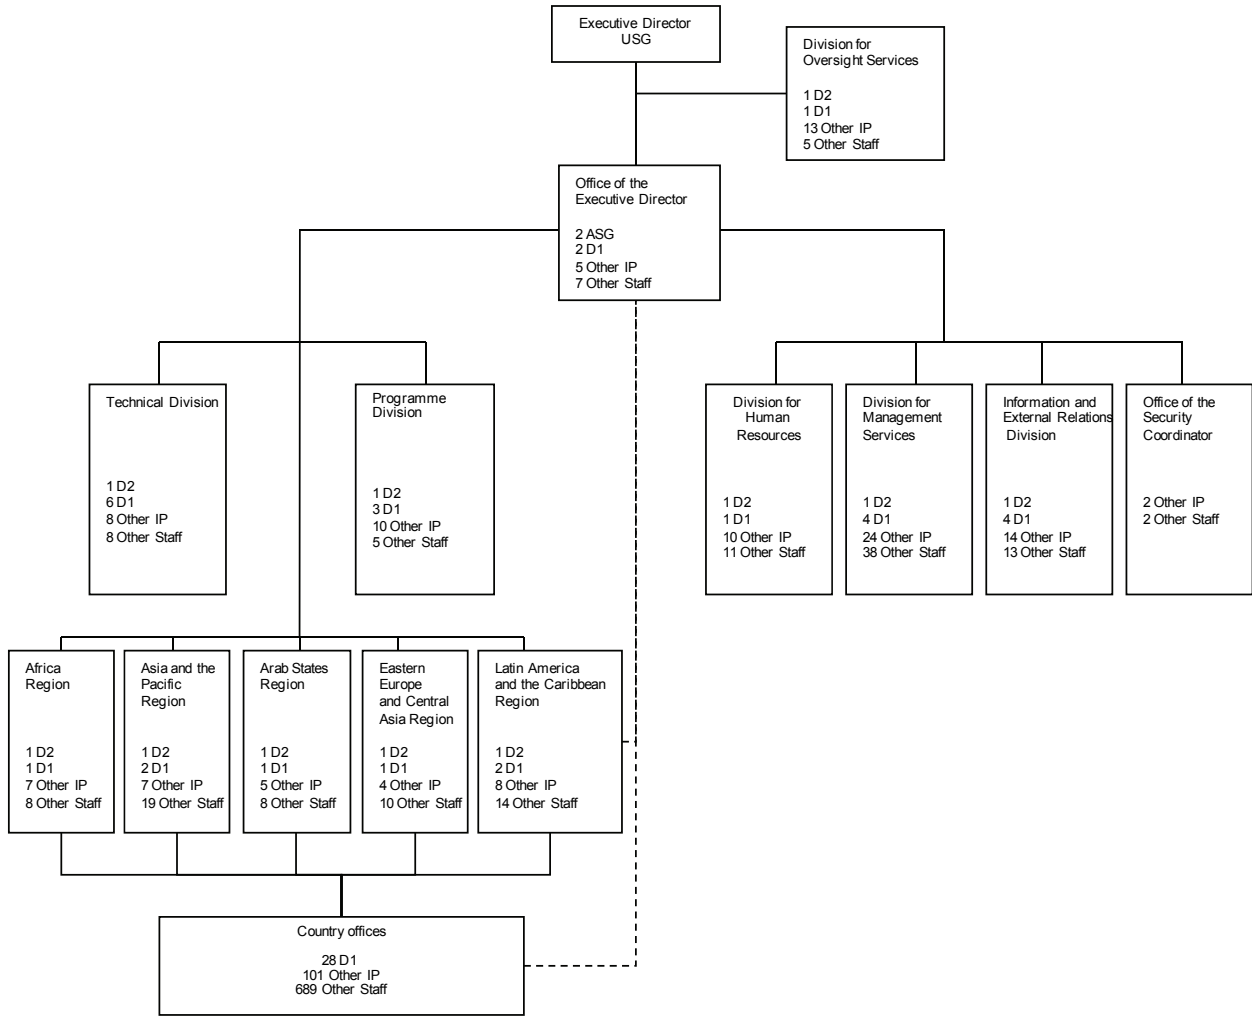 Executive Director
USG
Division for
Oversight Services
1 D2
1 D1
13 Other IP
5 Other Staff
Office of the
Executive Director
2 ASG
2 D1
5 Other IP
7 Other Staff
Technical Division
1 D2
6 D1
8 Other IP
8 Other Staff
Programme
Division
1 D2
3 D1
10 Other IP
5 Other Staff
Division for
Human
Resources
1 D2
1 D1
10 Other IP
11 Other Staff
Division for
Management
Services
1 D2
4 D1
24 Other IP
38 Other Staff
Information and
External Relations
Division
1 D2
4 D1
14 Other IP
13 Other Staff
Office of the
Security
Coordinator
2 Other IP
2 Other Staff
Africa
Region
1 D2
1 D1
7 Other IP
8 Other Staff
Asia and the
Pacific
Region
1 D2
2 D1
7 Other IP
19 Other Staff
Arab States
Region
1 D2
1 D1
5 Other IP
8 Other Staff
Eastern
Europe
and Central
Asia Region
1 D2
1 D1
4 Other IP
10 Other Staff
Latin America
and the Caribbean
Region
1 D2
2 D1
8 Other IP
14 Other Staff
Country offices
28 D1
101 Other IP
689 Other Staff